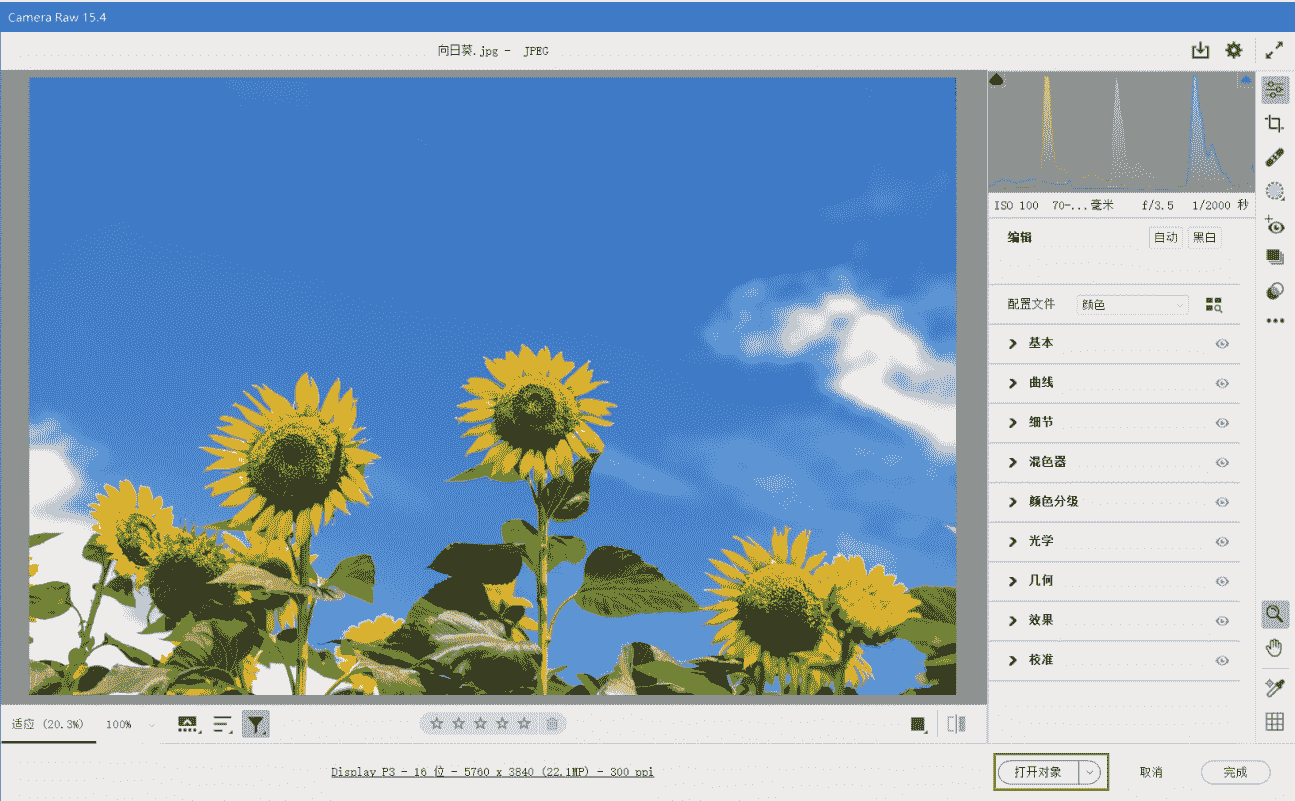 Camera Raw 15.4
向日葵.jpg - JPEG
ISO 100 70-...毫米 f/3.5 1/2000 秒
编辑 自动 黑白
配置文件 颜色
基本
曲线
细节
混色器
颜色分级
光学
几何
效果
校准
适应 (20.3%) 100%
Display P3 - 16 位 - 5760 x 3840 (22.1MP) - 300 ppi
打开对象 取消 完成